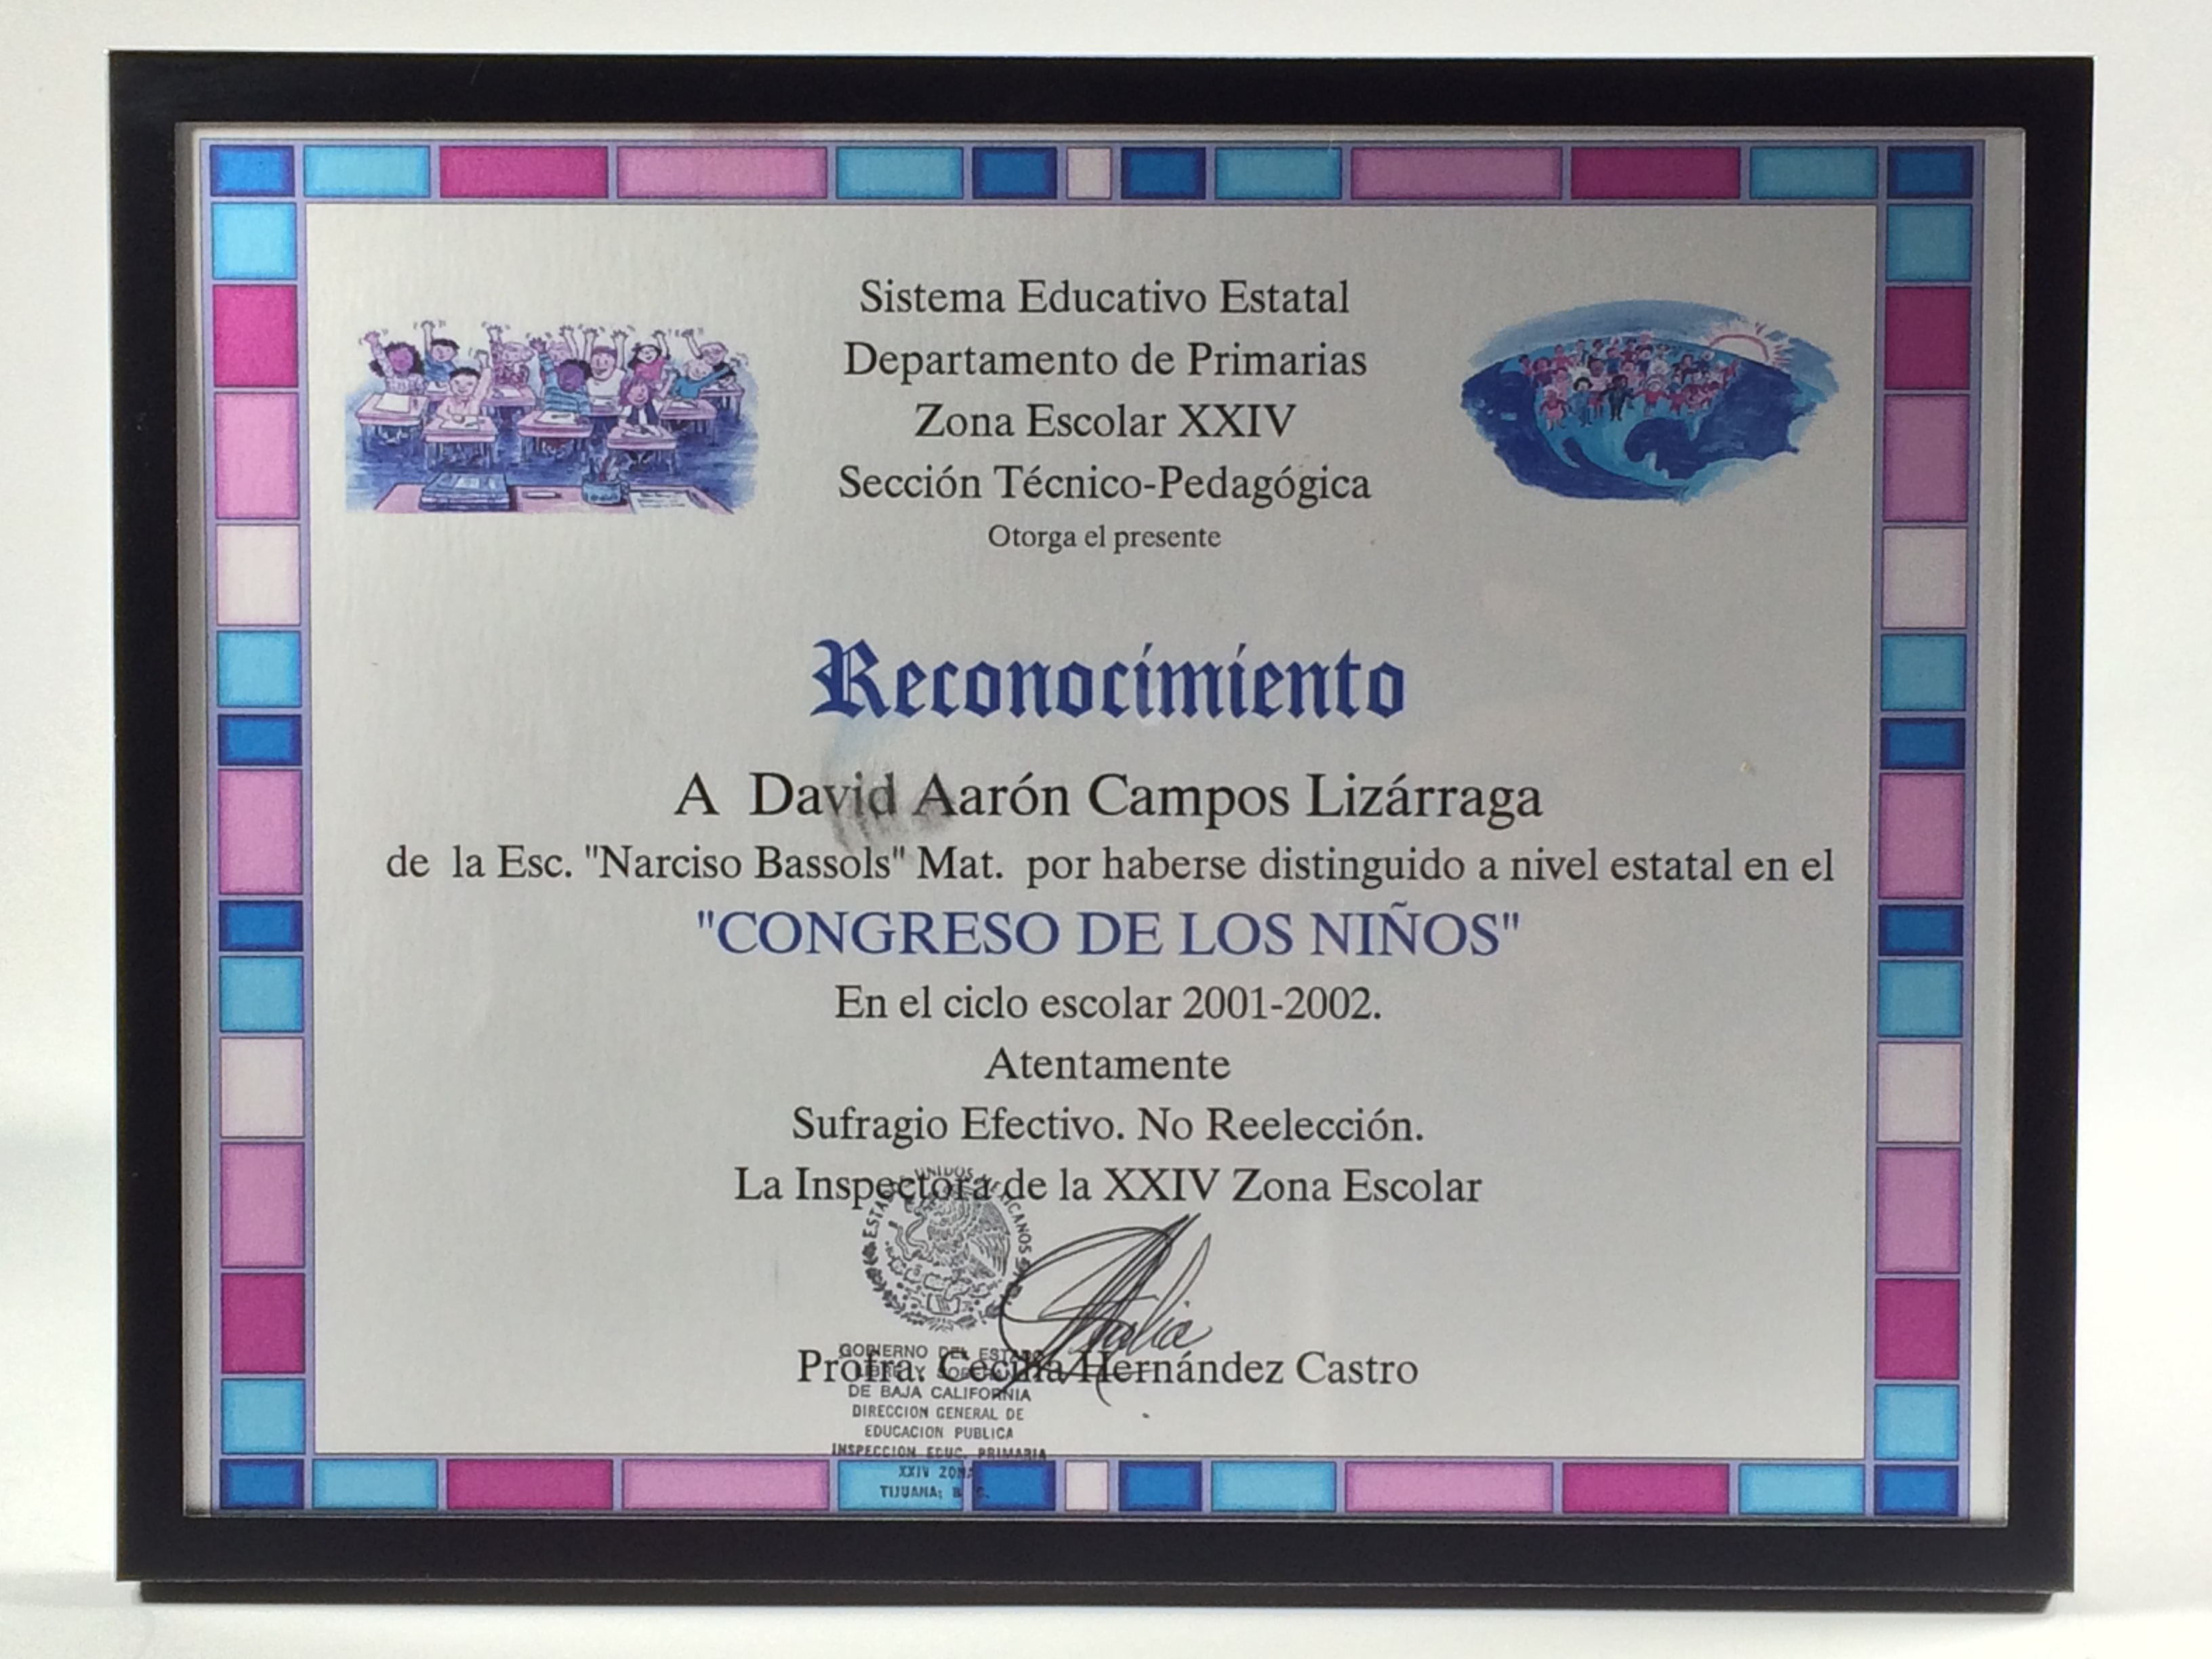 Sistema Educativo Estatal
Departamento de Primarias
Zona Escolar XXIV
Sección Técnico-Pedagógica
Otorga el presente
Reconocimiento
A David Aarón Campos Lizárraga
de la Esc. "Narciso Bassols" Mat. por haberse distinguido a nivel estatal en el
"CONGRESO DE LOS NIÑOS"
En el ciclo escolar 2001-2002.
Atentamente
Sufragio Efectivo. No Reelección.
La Inspectora de la XXIV Zona Escolar
ESTADOS UNIDOS MEXICANOS
Profra. Cecilia Hernández Castro
GOBIERNO DEL ESTADO
LIBRE Y SOBERANO
DE BAJA CALIFORNIA
DIRECCION GENERAL DE
EDUCACION PUBLICA
INSPECCION EDUC. PRIMARIA
XXIV ZONA
TIJUANA; B. C.